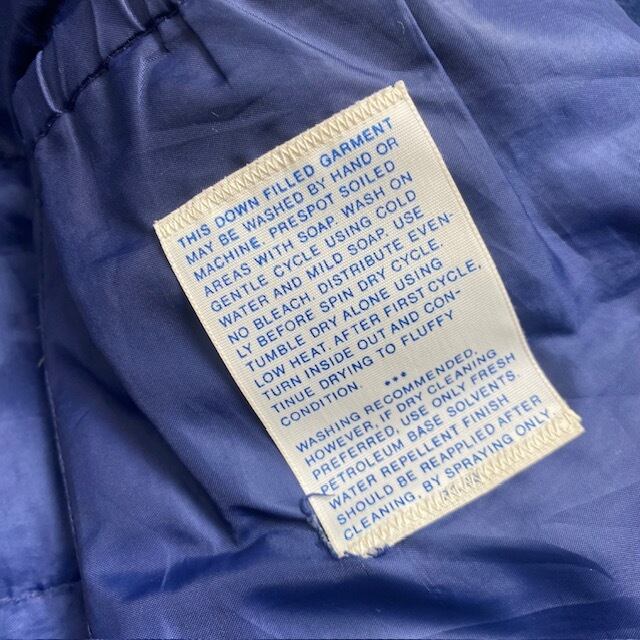 THIS DOWN FILLED GARMENT
MAY BE WASHED BY HAND OR
MACHINE. PRESPOT SOILED
AREAS WITH SOAP. WASH ON
GENTLE CYCLE USING COLD
WATER AND MILD SOAP. USE
NO BLEACH. DISTRIBUTE EVEN-
LY BEFORE SPIN DRY CYCLE.
TUMBLE DRY ALONE USING
LOW HEAT AFTER FIRST CYCLE,
TURN INSIDE OUT AND CON-
TINUE DRYING TO FLUFFY
CONDITION.
***
WASHING RECOMMENDED,
HOWEVER, IF DRY CLEANING
PREFERRED, USE ONLY FRESH
PETROLEUM BASE SOLVENTS.
WATER REPELLENT FINISH
SHOULD BE REAPPLIED AFTER
CLEANING, BY SPRAYING ONLY.